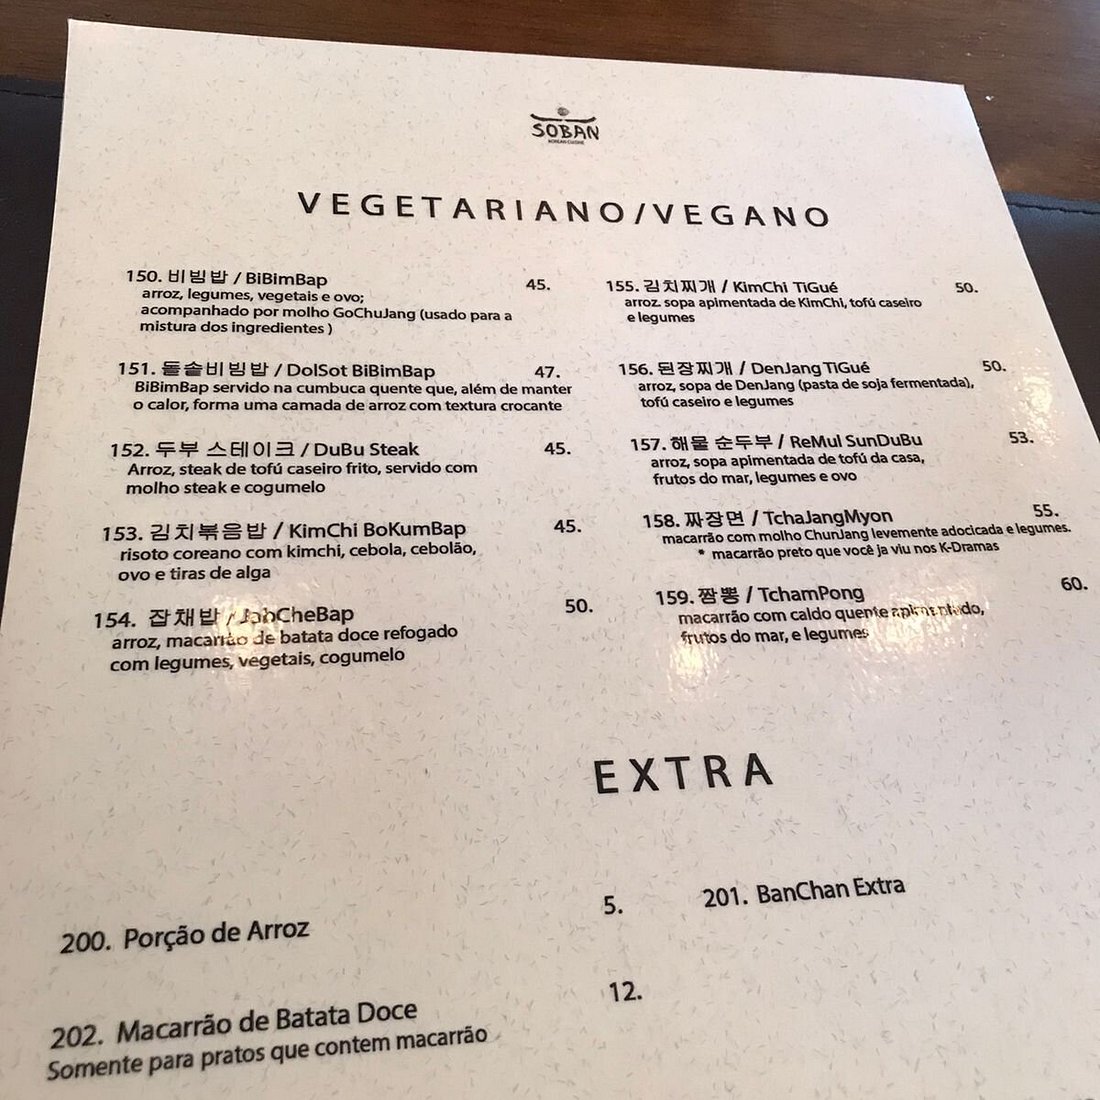 SOBAN
KOREAN CUISINE
VEGETARIANO/VEGANO
150. 비빔밥 / BiBimBap 45.
arroz, legumes, vegetais e ovo;
acompanhado por molho GoChuJang (usado para a
mistura dos ingredientes )
151. 돌솥비빔밥 / DolSot BiBimBap 47.
BiBimBap servido na cumbuca quente que, além de manter
o calor, forma uma camada de arroz com textura crocante
152. 두부 스테이크 / DuBu Steak 45.
Arroz, steak de tofú caseiro frito, servido com
molho steak e cogumelo
153. 김치볶음밥 / KimChi BoKumBap 45.
risoto coreano com kimchi, cebola, cebolão,
ovo e tiras de alga
154. 잡채밥 / JabCheBap 50.
arroz, macarrão de batata doce refogado
com legumes, vegetais, cogumelo
155. 김치찌개 / KimChi TiGué 50.
arroz. sopa apimentada de KimChi, tofú caseiro
e legumes
156. 된장찌개 / DenJang TiGué 50.
arroz, sopa de DenJang (pasta de soja fermentada),
tofú caseiro e legumes
157. 해물 순두부 / ReMul SunDuBu 53.
arroz, sopa apimentada de tofú da casa,
frutos do mar, legumes e ovo
158. 짜장면 / TchaJangMyon 55.
macarrão com molho ChunJang levemente adocicada e legumes.
* macarrão preto que você ja viu nos K-Dramas
159. 짬뽕 / TchamPong 60.
macarrão com caldo quente apimentado,
frutos do mar, e legumes
EXTRA
200. Porção de Arroz 5.
201. BanChan Extra
202. Macarrão de Batata Doce 12.
Somente para pratos que contem macarrão